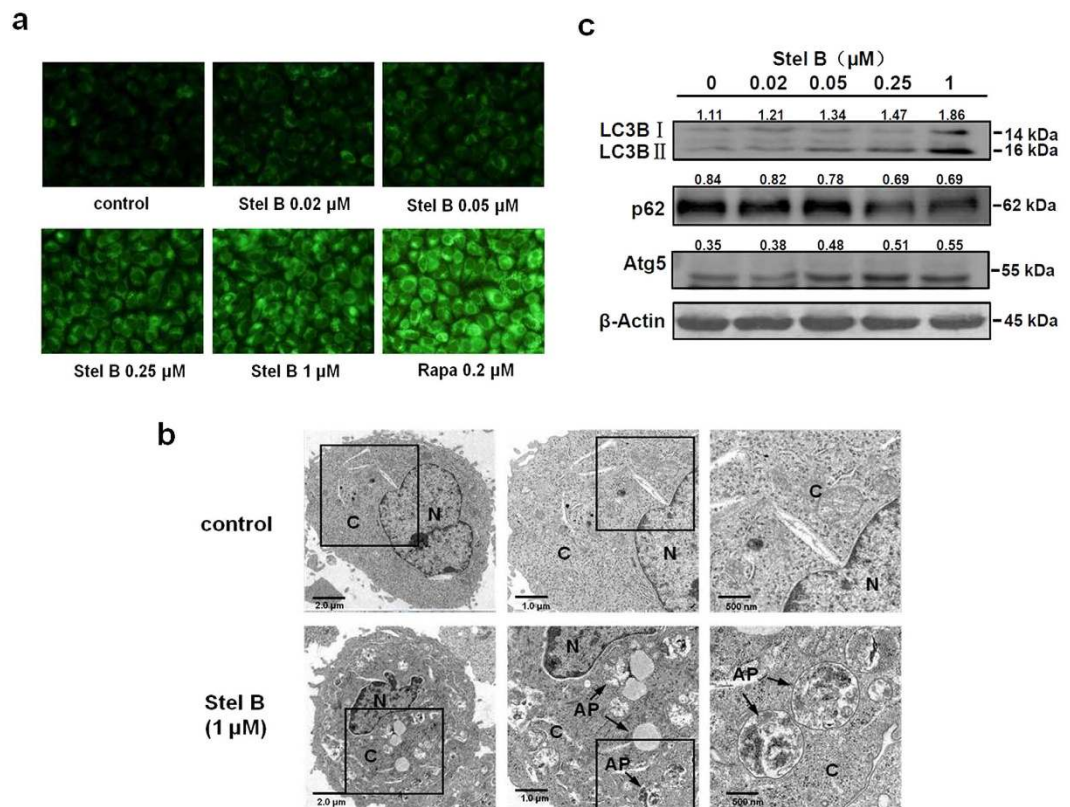 a
control
Stel B 0.02 µM
Stel B 0.05 µM
Stel B 0.25 µM
Stel B 1 µM
Rapa 0.2 µM
c
Stel B（µM）
0 0.02 0.05 0.25 1
1.11 1.21 1.34 1.47 1.86
LC3B Ⅰ
LC3B Ⅱ
14 kDa
16 kDa
0.84 0.82 0.78 0.69 0.69
p62
62 kDa
0.35 0.38 0.48 0.51 0.55
Atg5
55 kDa
β-Actin
45 kDa
b
control
C
N
2.0 µm
C
N
1.0 µm
C
N
500 nm
Stel B
(1 µM)
N
C
2.0 µm
N
AP
C
AP
1.0 µm
AP
C
500 nm